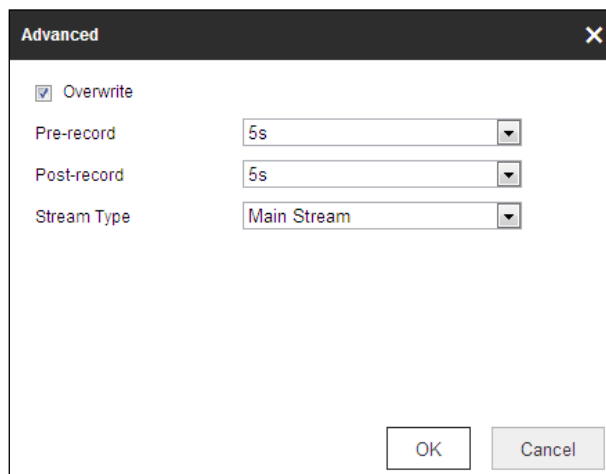 Advanced
Overwrite
Pre-record 5s
Post-record 5s
Stream Type Main Stream
OK Cancel